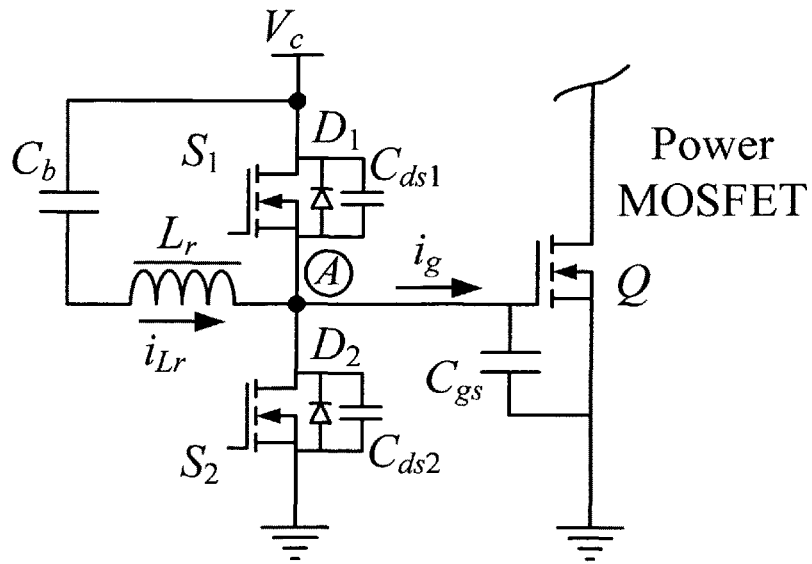 V_c
D_1
S_1
C_ds1
Power
MOSFET
C_b
L_r
A
i_g
Q
i_Lr
D_2
C_gs
S_2
C_ds2